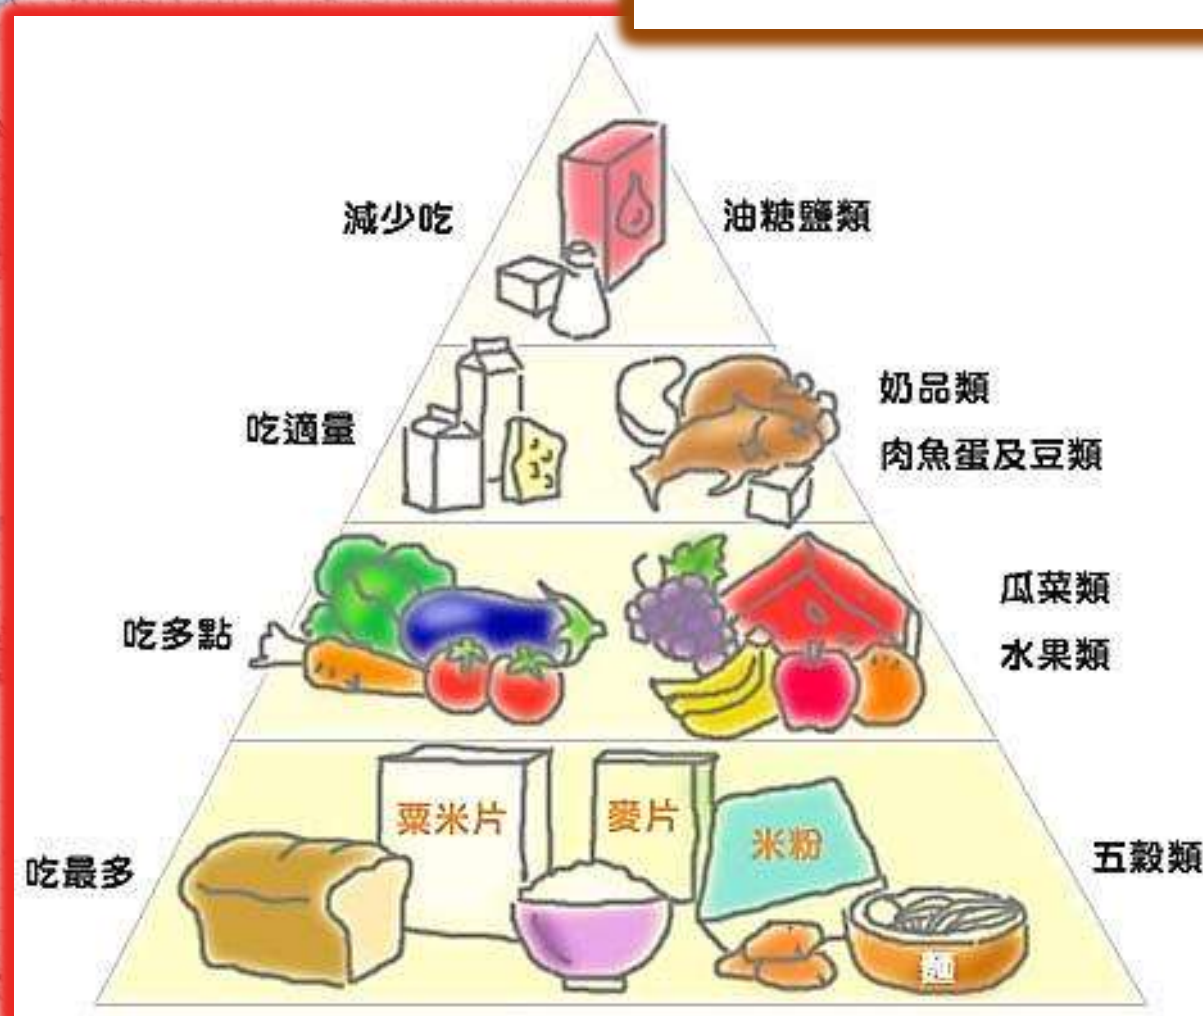 減少吃
油糖鹽類
吃適量
奶品類
肉魚蛋及豆類
吃多點
瓜菜類
水果類
吃最多
五穀類
粟米片
麥片
米粉
麵